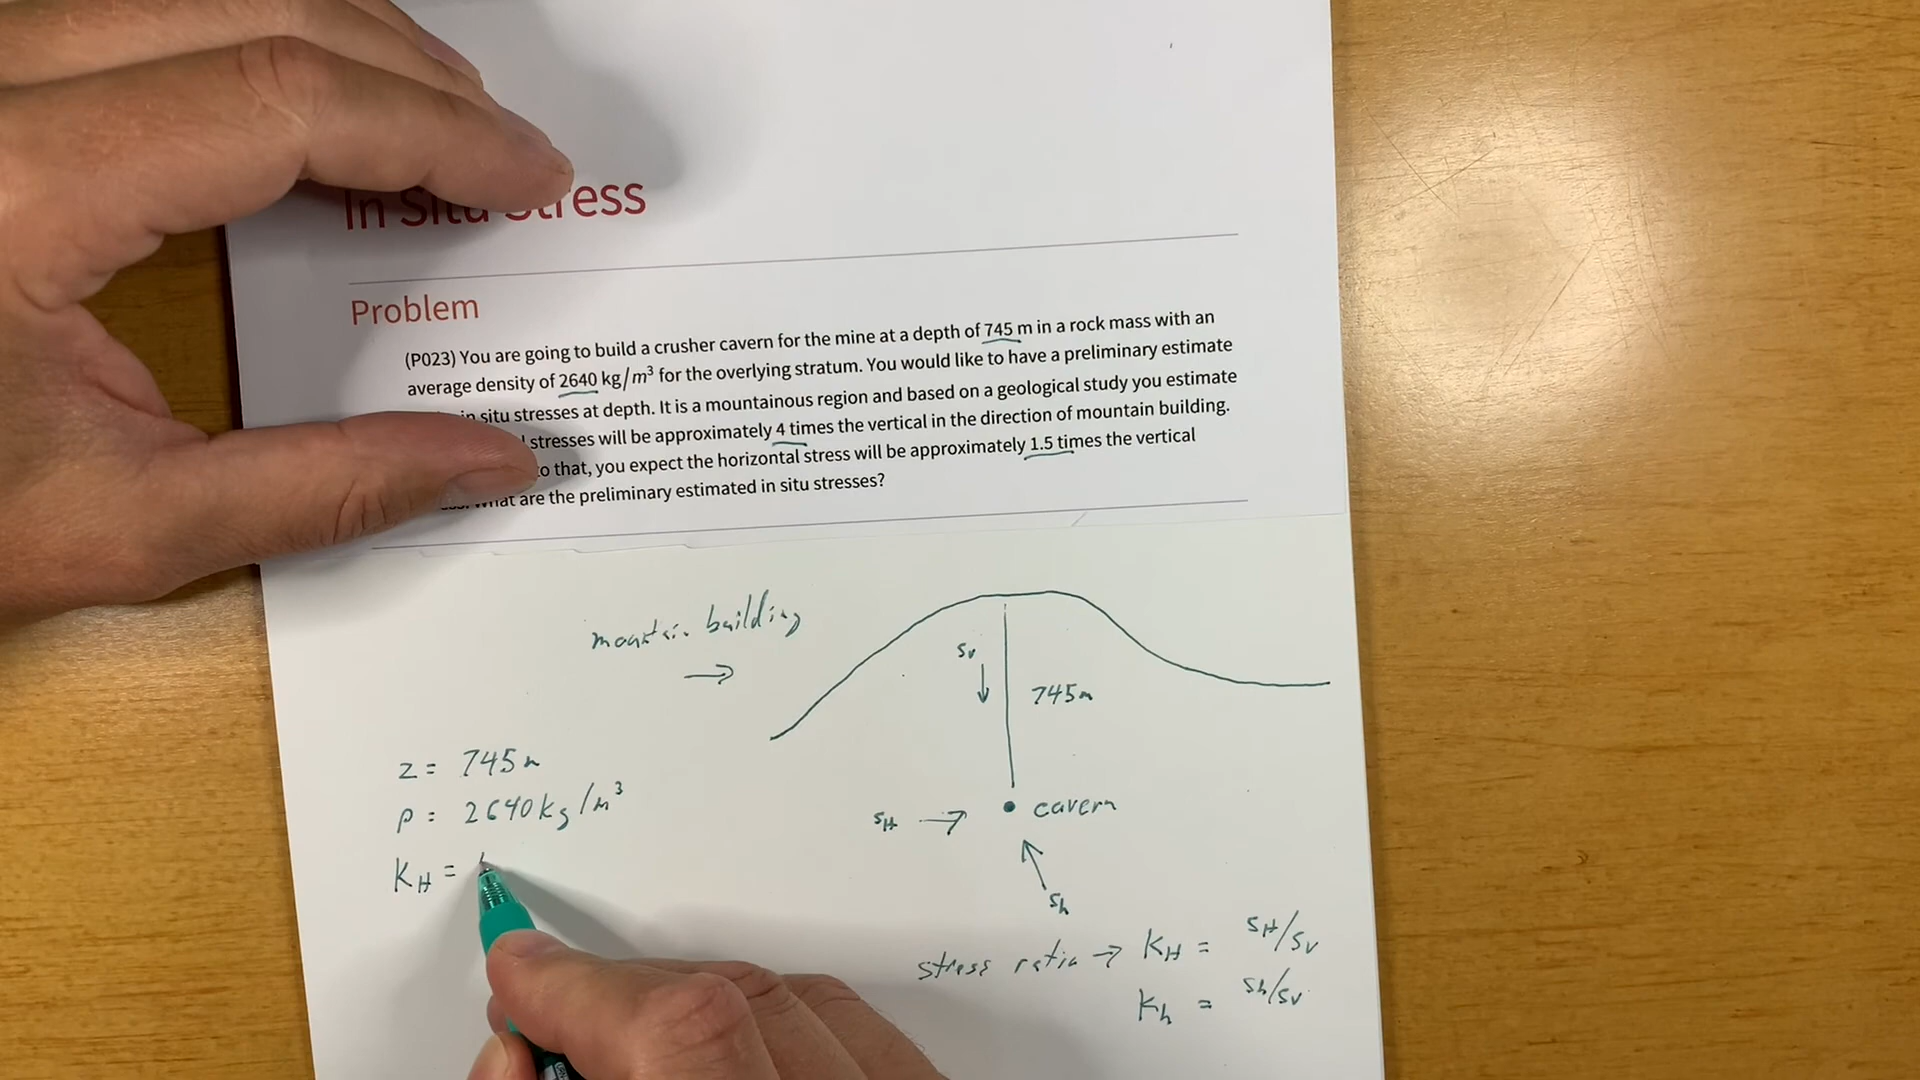 In Situ Stress
Problem
(P023) You are going to build a crusher cavern for the mine at a depth of 745 m in a rock mass with an
average density of 2640 kg/m³ for the overlying stratum. You would like to have a preliminary estimate
in situ stresses at depth. It is a mountainous region and based on a geological study you estimate
stresses will be approximately 4 times the vertical in the direction of mountain building.
to that, you expect the horizontal stress will be approximately 1.5 times the vertical
What are the preliminary estimated in situ stresses?
mountain building
→
Sv
↓
745m
z = 745m
ρ = 2640kg/m³
KH =
SH →
cavern
Sh
stress ratio → KH = SH/Sv
Kh = Sh/Sv